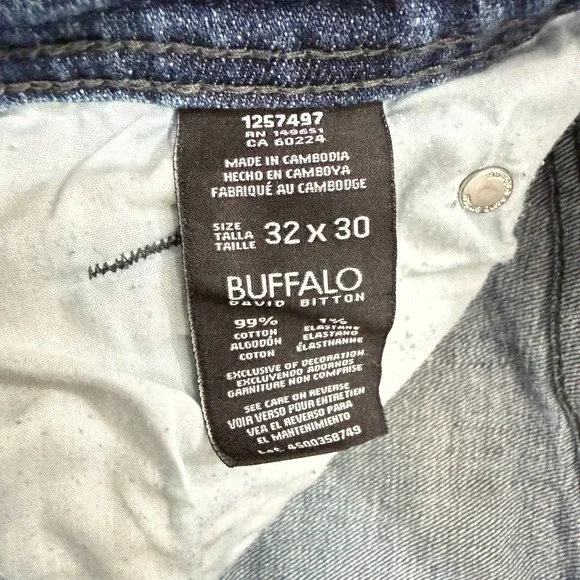 1257497
RN 149651
CA 60224
MADE IN CAMBODIA
HECHO EN CAMBOYA
FABRIQUÉ AU CAMBODGE
SIZE
TALLA
TAILLE
32 x 30
BUFFALO
DAVID BITTON
99% 1%
COTTON ELASTANE
ALGODÓN ELASTANO
COTON ÉLASTHANNE
EXCLUSIVE OF DECORATION
EXCLUYENDO ADORNOS
GARNITURE NON COMPRISE
SEE CARE ON REVERSE
VOIR VERSO POUR ENTRETIEN
VEA EL REVERSO PARA
EL MANTENIMIENTO
Lot. 4500358749